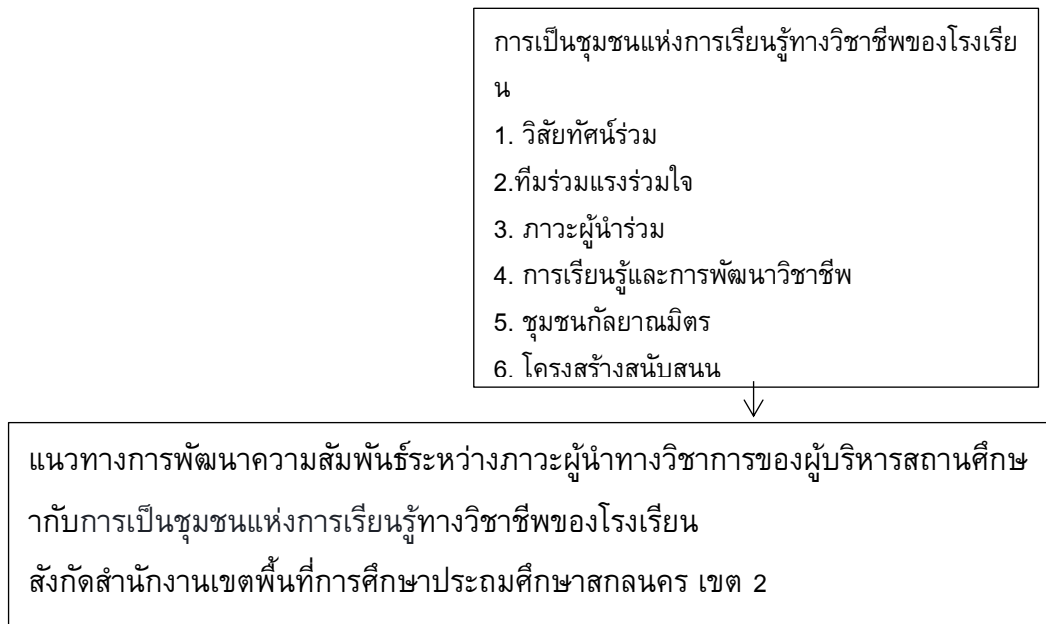 การเป็นชุมชนแห่งการเรียนรู้ทางวิชาชีพของโรงเรีย
น
1. วิสัยทัศน์ร่วม
2.ทีมร่วมแรงร่วมใจ
3. ภาวะผู้นำร่วม
4. การเรียนรู้และการพัฒนาวิชาชีพ
5. ชุมชนกัลยาณมิตร
6. โครงสร้างสนับสนุน
แนวทางการพัฒนาความสัมพันธ์ระหว่างภาวะผู้นำทางวิชาการของผู้บริหารสถานศึกษ
ากับการเป็นชุมชนแห่งการเรียนรู้ทางวิชาชีพของโรงเรียน
สังกัดสำนักงานเขตพื้นที่การศึกษาประถมศึกษาสกลนคร เขต 2